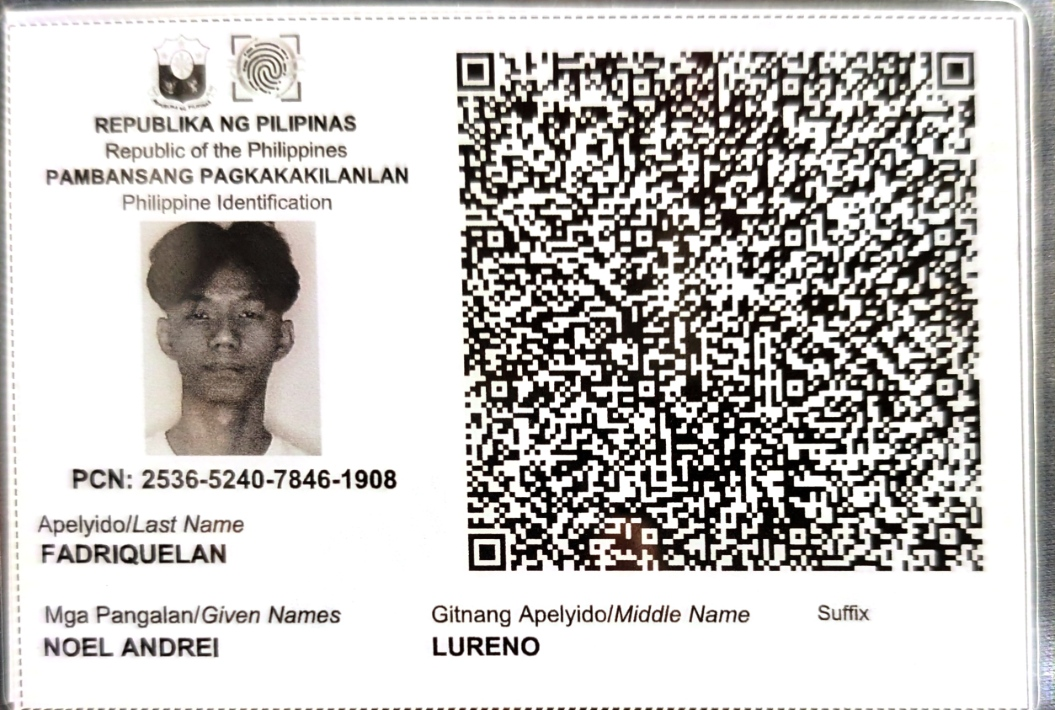 REPUBLIKA NG PILIPINAS
Republic of the Philippines
PAMBANSANG PAGKAKAKILANLAN
Philippine Identification
PCN: 2536-5240-7846-1908
Apelyido/Last Name
FADRIQUELAN
Mga Pangalan/Given Names
NOEL ANDREI
Gitnang Apelyido/Middle Name
LURENO
Suffix